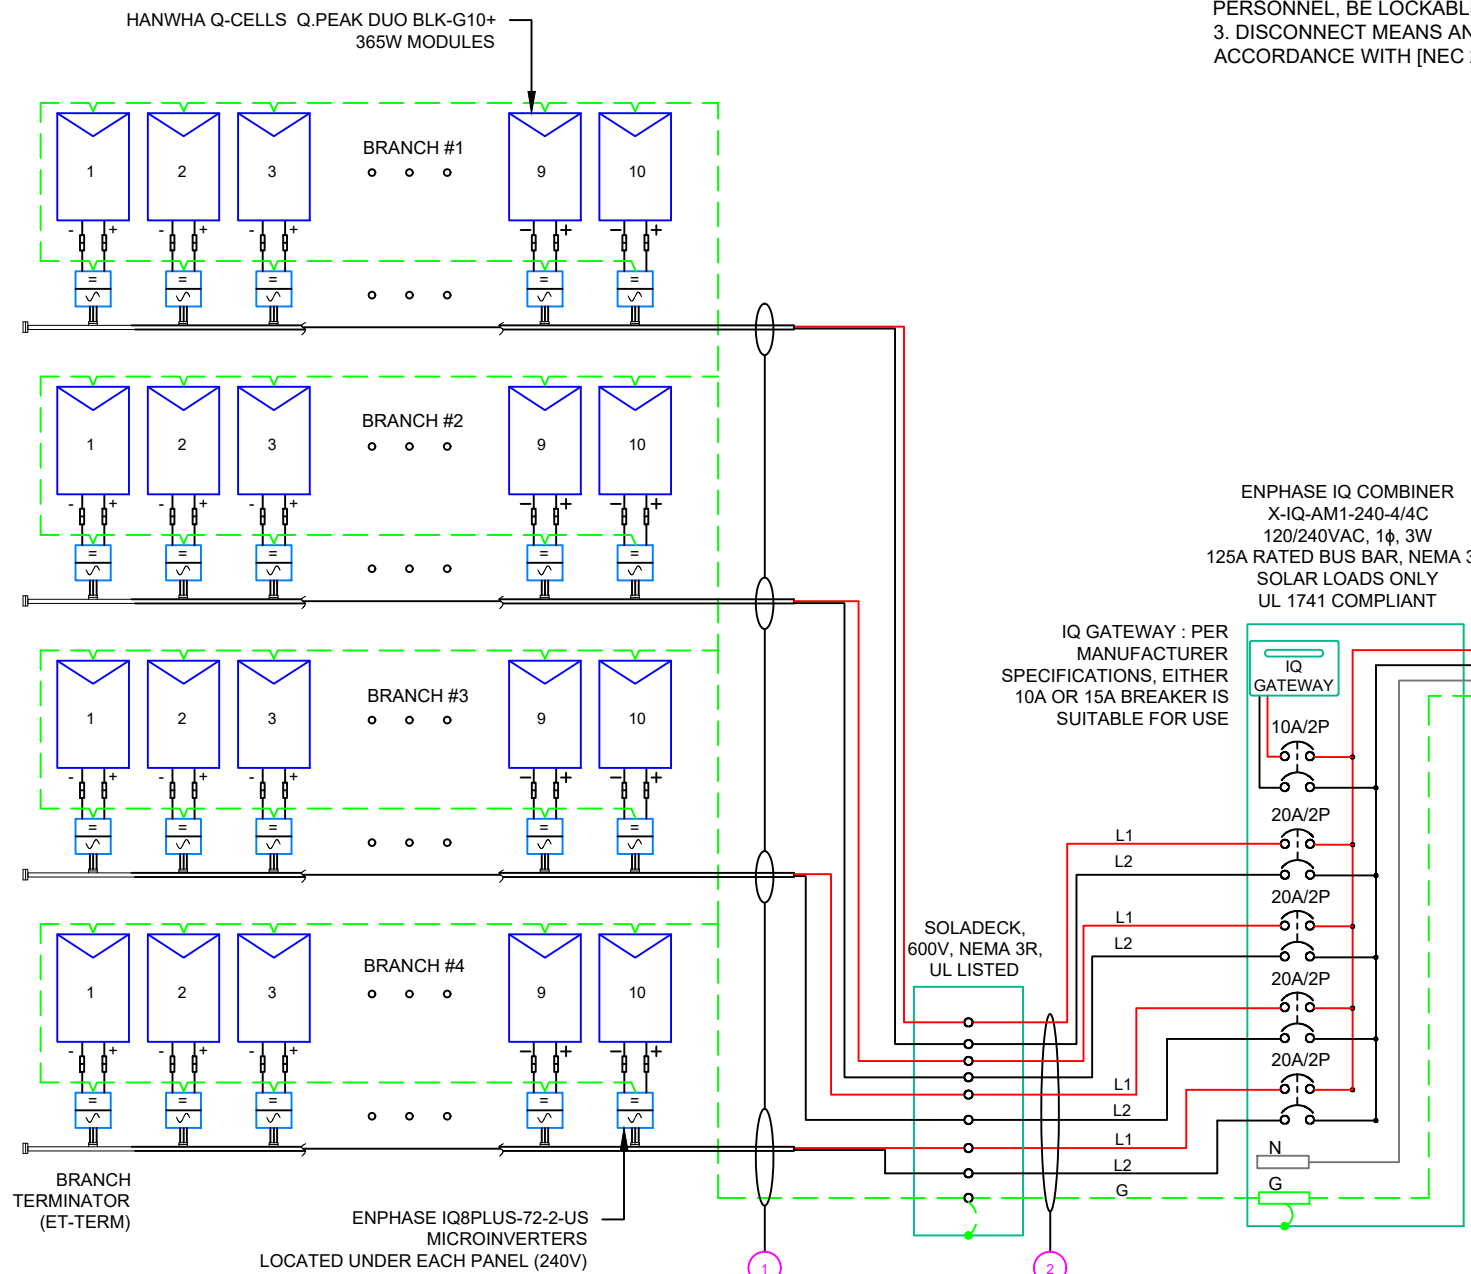 HANWHA Q-CELLS Q.PEAK DUO BLK-G10+
365W MODULES
PERSONNEL, BE LOCKABLE
3. DISCONNECT MEANS AN
ACCORDANCE WITH [NEC
BRANCH #1
1 2 3 9 10
- + - + - + - + - +
BRANCH #2
1 2 3 9 10
- + - + - + - + - +
BRANCH #3
1 2 3 9 10
- + - + - + - + - +
BRANCH #4
1 2 3 9 10
- + - + - + - + - +
BRANCH
TERMINATOR
(ET-TERM)
ENPHASE IQ8PLUS-72-2-US
MICROINVERTERS
LOCATED UNDER EACH PANEL (240V)
1
SOLADECK,
600V, NEMA 3R,
UL LISTED
2
ENPHASE IQ COMBINER
X-IQ-AM1-240-4/4C
120/240VAC, 1ϕ, 3W
125A RATED BUS BAR, NEMA 3
SOLAR LOADS ONLY
UL 1741 COMPLIANT
IQ GATEWAY : PER
MANUFACTURER
SPECIFICATIONS, EITHER
10A OR 15A BREAKER IS
SUITABLE FOR USE
IQ
GATEWAY
10A/2P
20A/2P
L1
L2
20A/2P
L1
L2
20A/2P
L1
L2
20A/2P
L1
L2
G
N
G